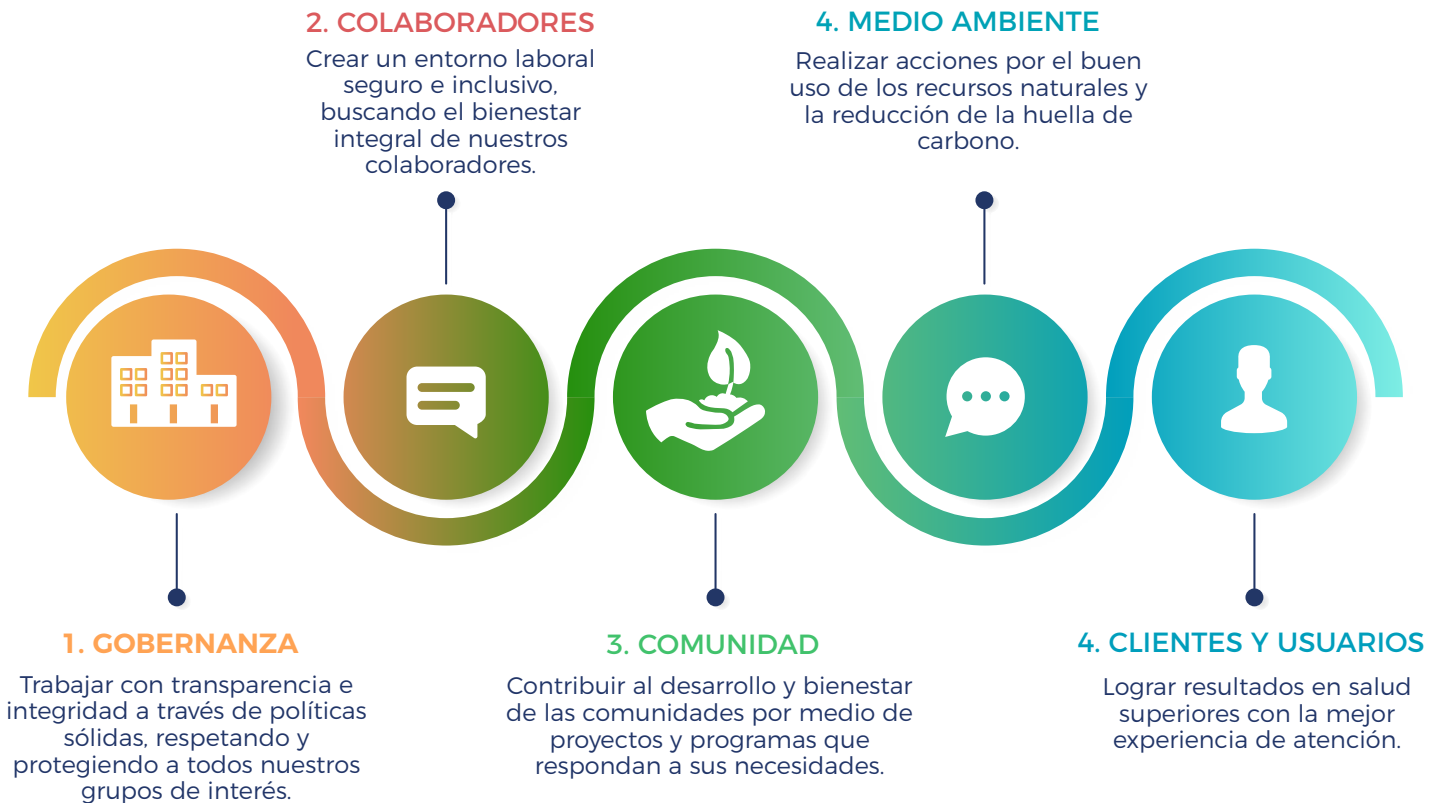 2. COLABORADORES
Crear un entorno laboral
seguro e inclusivo,
buscando el bienestar
integral de nuestros
colaboradores.
4. MEDIO AMBIENTE
Realizar acciones por el buen
uso de los recursos naturales y
la reducción de la huella de
carbono.
1. GOBERNANZA
Trabajar con transparencia e
integridad a través de políticas
sólidas, respetando y
protegiendo a todos nuestros
grupos de interés.
3. COMUNIDAD
Contribuir al desarrollo y bienestar
de las comunidades por medio de
proyectos y programas que
respondan a sus necesidades.
4. CLIENTES Y USUARIOS
Lograr resultados en salud
superiores con la mejor
experiencia de atención.